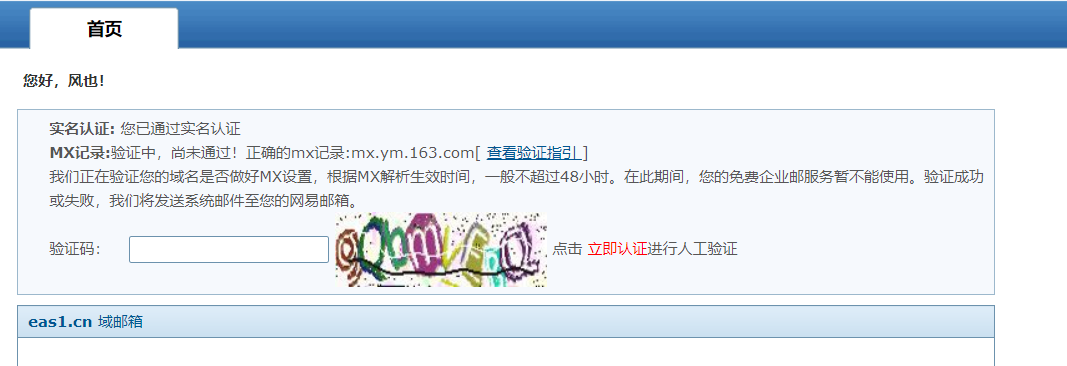 首页
您好，风也！
实名认证: 您已通过实名认证
MX记录:验证中，尚未通过！正确的mx记录:mx.ym.163.com[ 查看验证指引 ]
我们正在验证您的域名是否做好MX设置，根据MX解析生效时间，一般不超过48小时。在此期间，您的免费企业邮服务暂不能使用。验证成功
或失败，我们将发送系统邮件至您的网易邮箱。
验证码： 点击 立即认证进行人工验证
eas1.cn 域邮箱